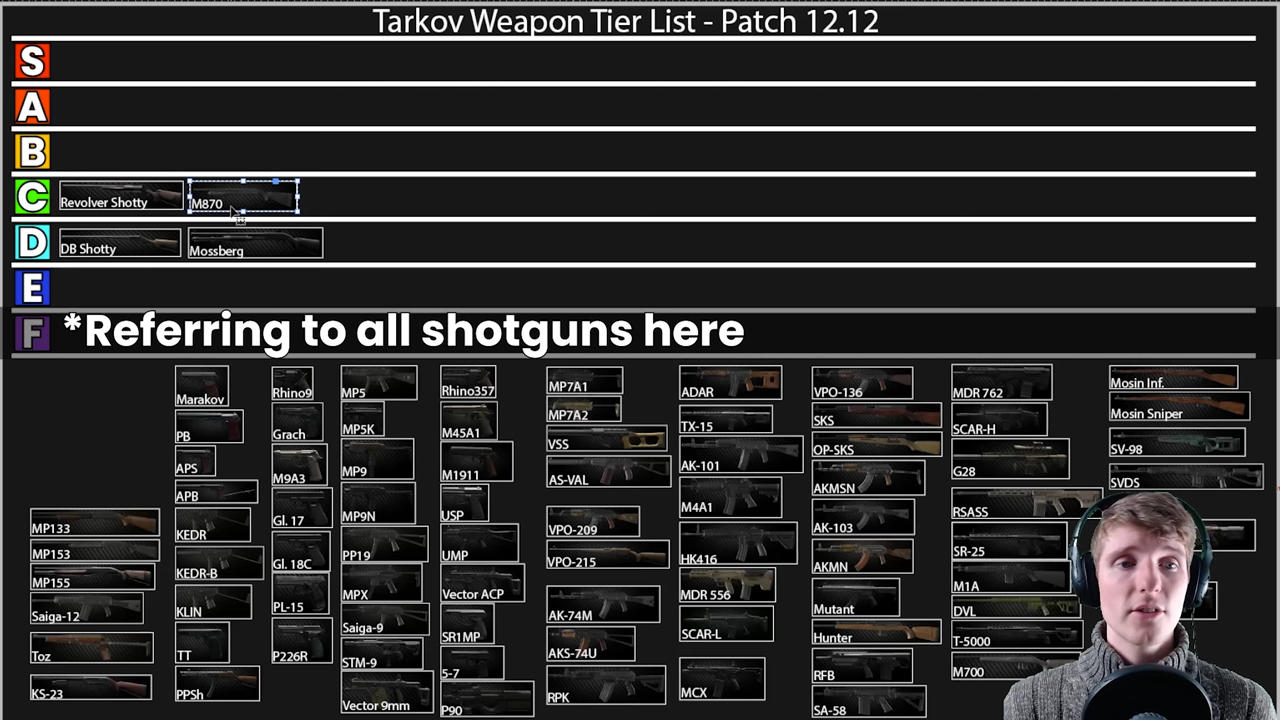 Tarkov Weapon Tier List - Patch 12.12
S
A
B
C
Revolver Shotty
M870
D
DB Shotty
Mossberg
E
F
*Referring to all shotguns here
MP133
MP153
MP155
Saiga-12
Toz
KS-23
Marakov
PB
APS
APB
KEDR
KEDR-B
KLIN
TT
PPSh
Rhino9
Grach
M9A3
Gl. 17
Gl. 18C
PL-15
P226R
MP5
MP5K
MP9
MP9N
PP19
MPX
Saiga-9
STM-9
Vector 9mm
Rhino357
M45A1
M1911
USP
UMP
Vector ACP
SR1MP
5-7
P90
MP7A1
MP7A2
VSS
AS-VAL
VPO-209
VPO-215
AK-74M
AKS-74U
RPK
ADAR
TX-15
AK-101
M4A1
HK416
MDR 556
SCAR-L
MCX
VPO-136
SKS
OP-SKS
AKMSN
AK-103
AKMN
Mutant
Hunter
RFB
SA-58
MDR 762
SCAR-H
G28
RSASS
SR-25
M1A
DVL
T-5000
M700
Mosin Inf.
Mosin Sniper
SV-98
SVDS